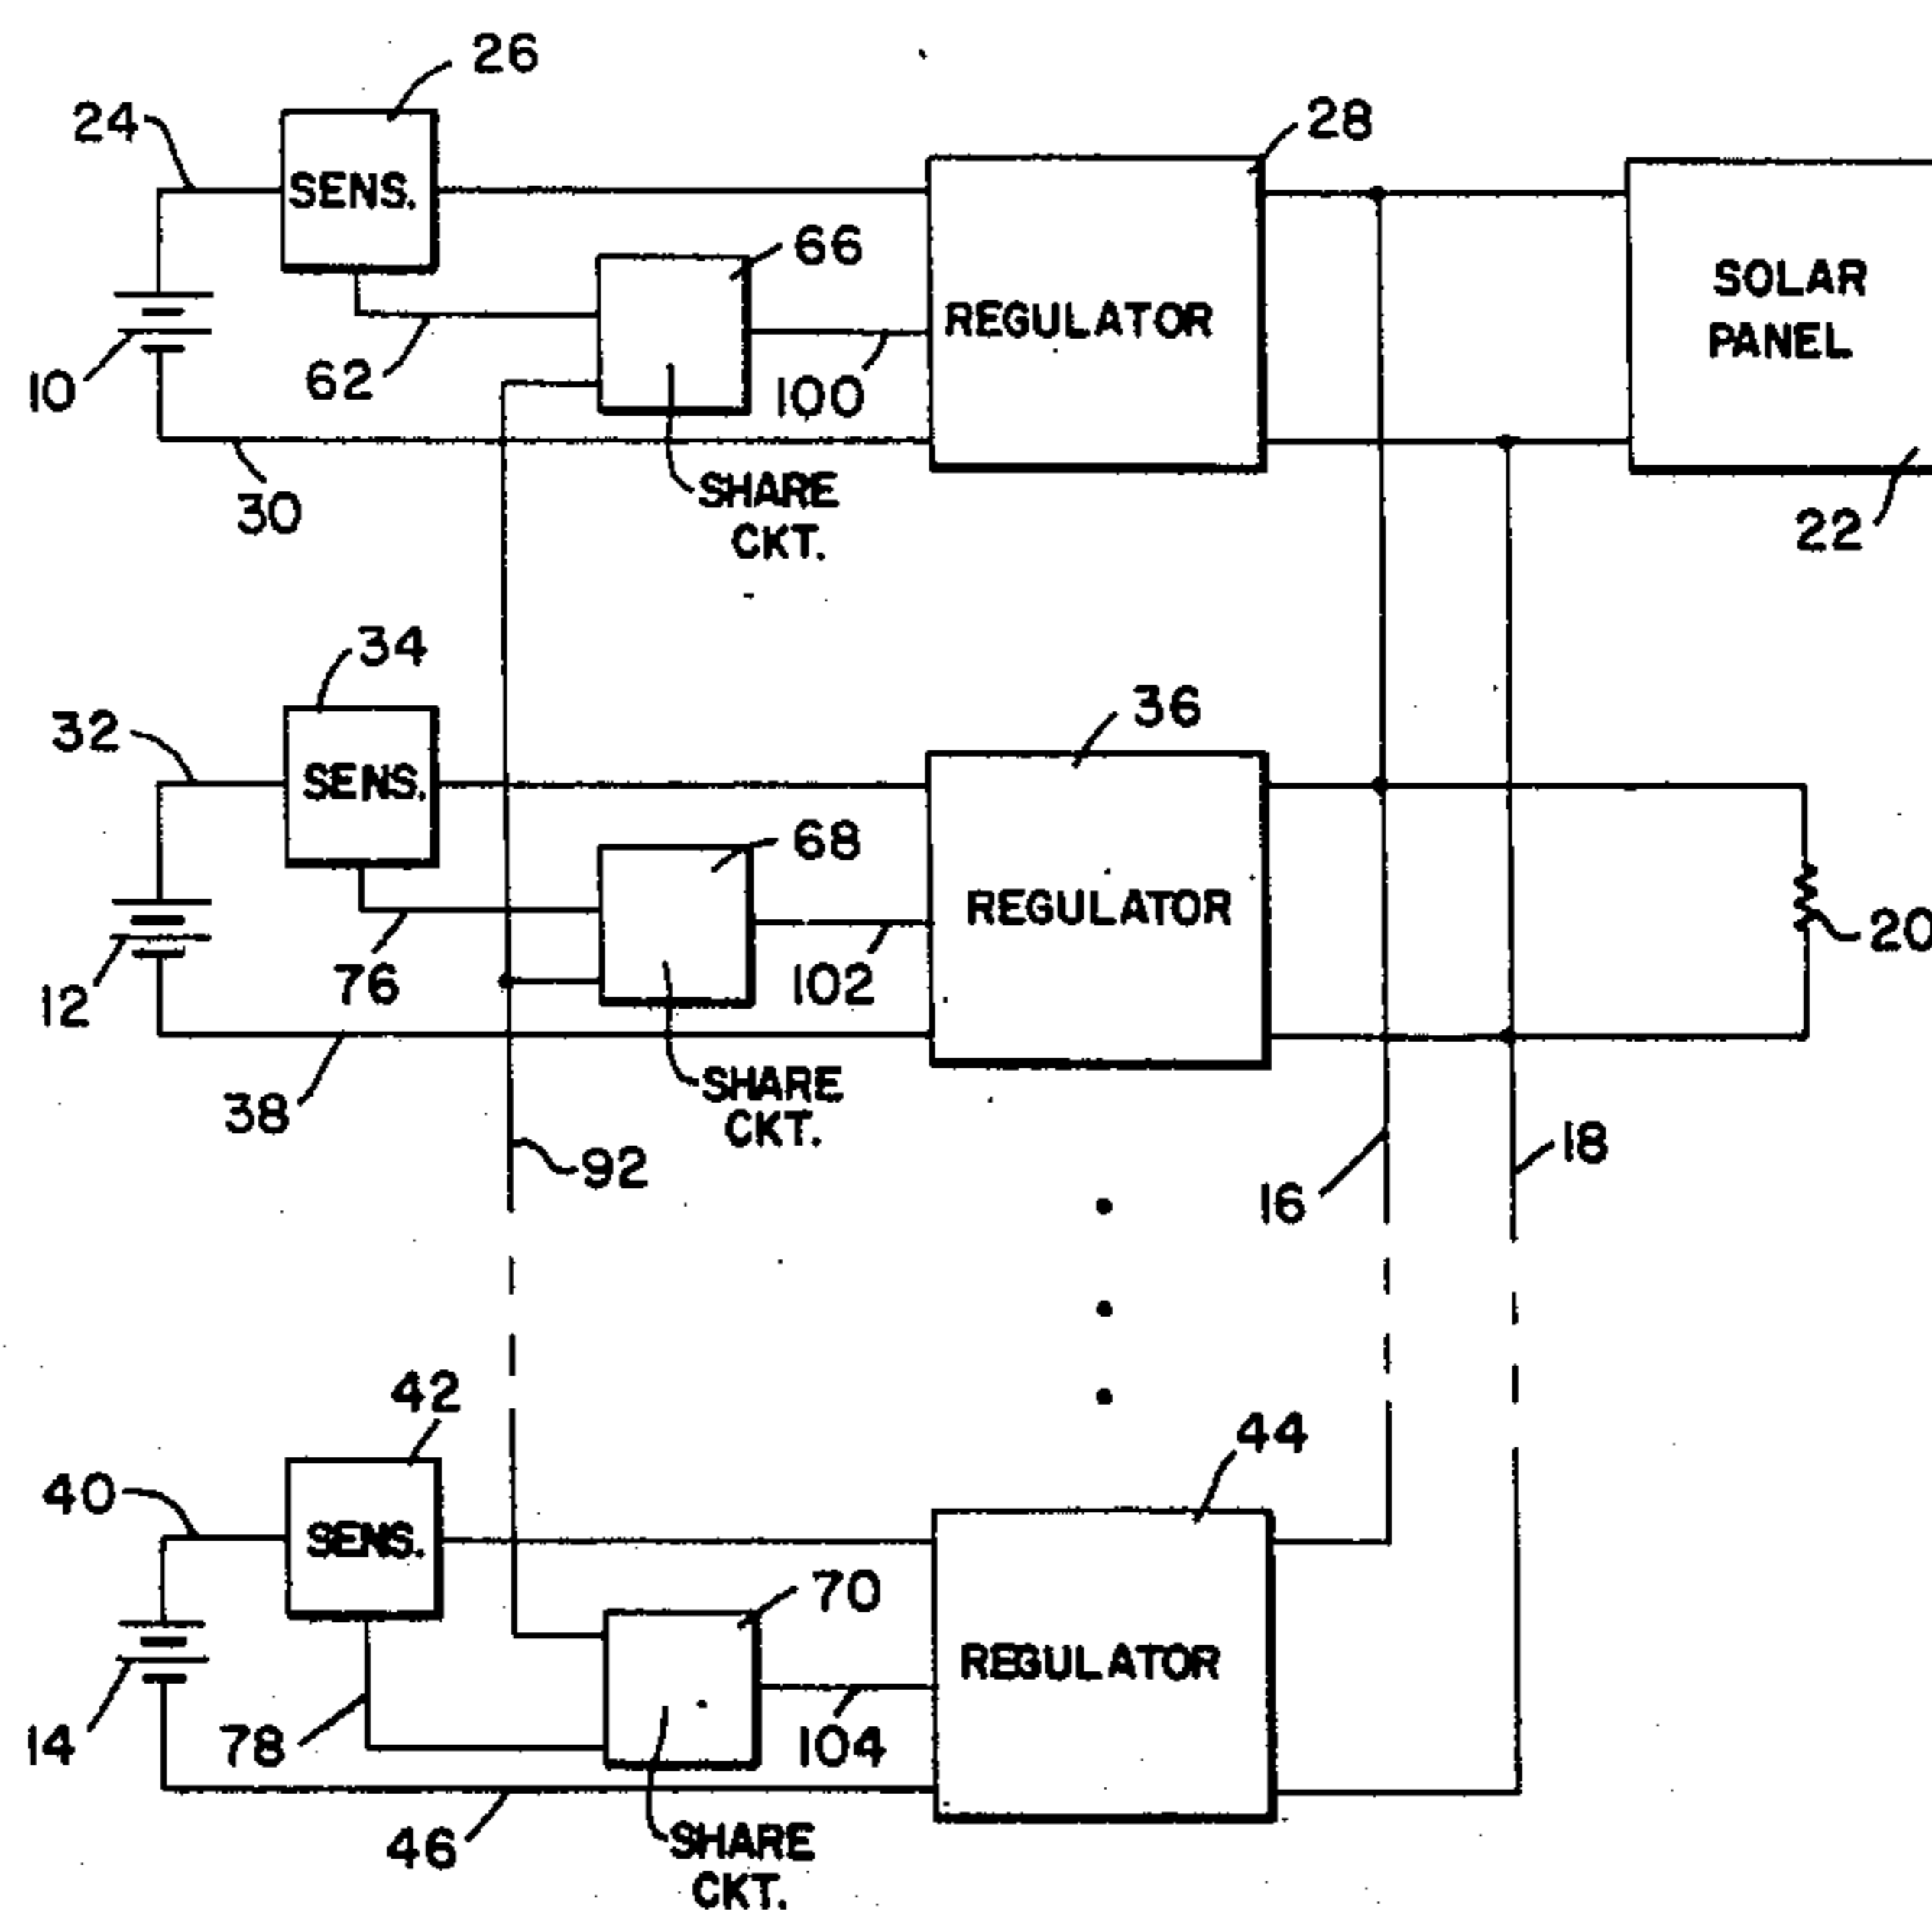 26
24
28
SENS.
66
SOLAR
PANEL
REGULATOR
10
62
100
30
SHARE
CKT.
22
34
32
36
SENS.
68
REGULATOR
20
76
102
12
38
SHARE
CKT.
92
16
18
42
44
40
SENS.
70
REGULATOR
14
78
104
46
SHARE
CKT.